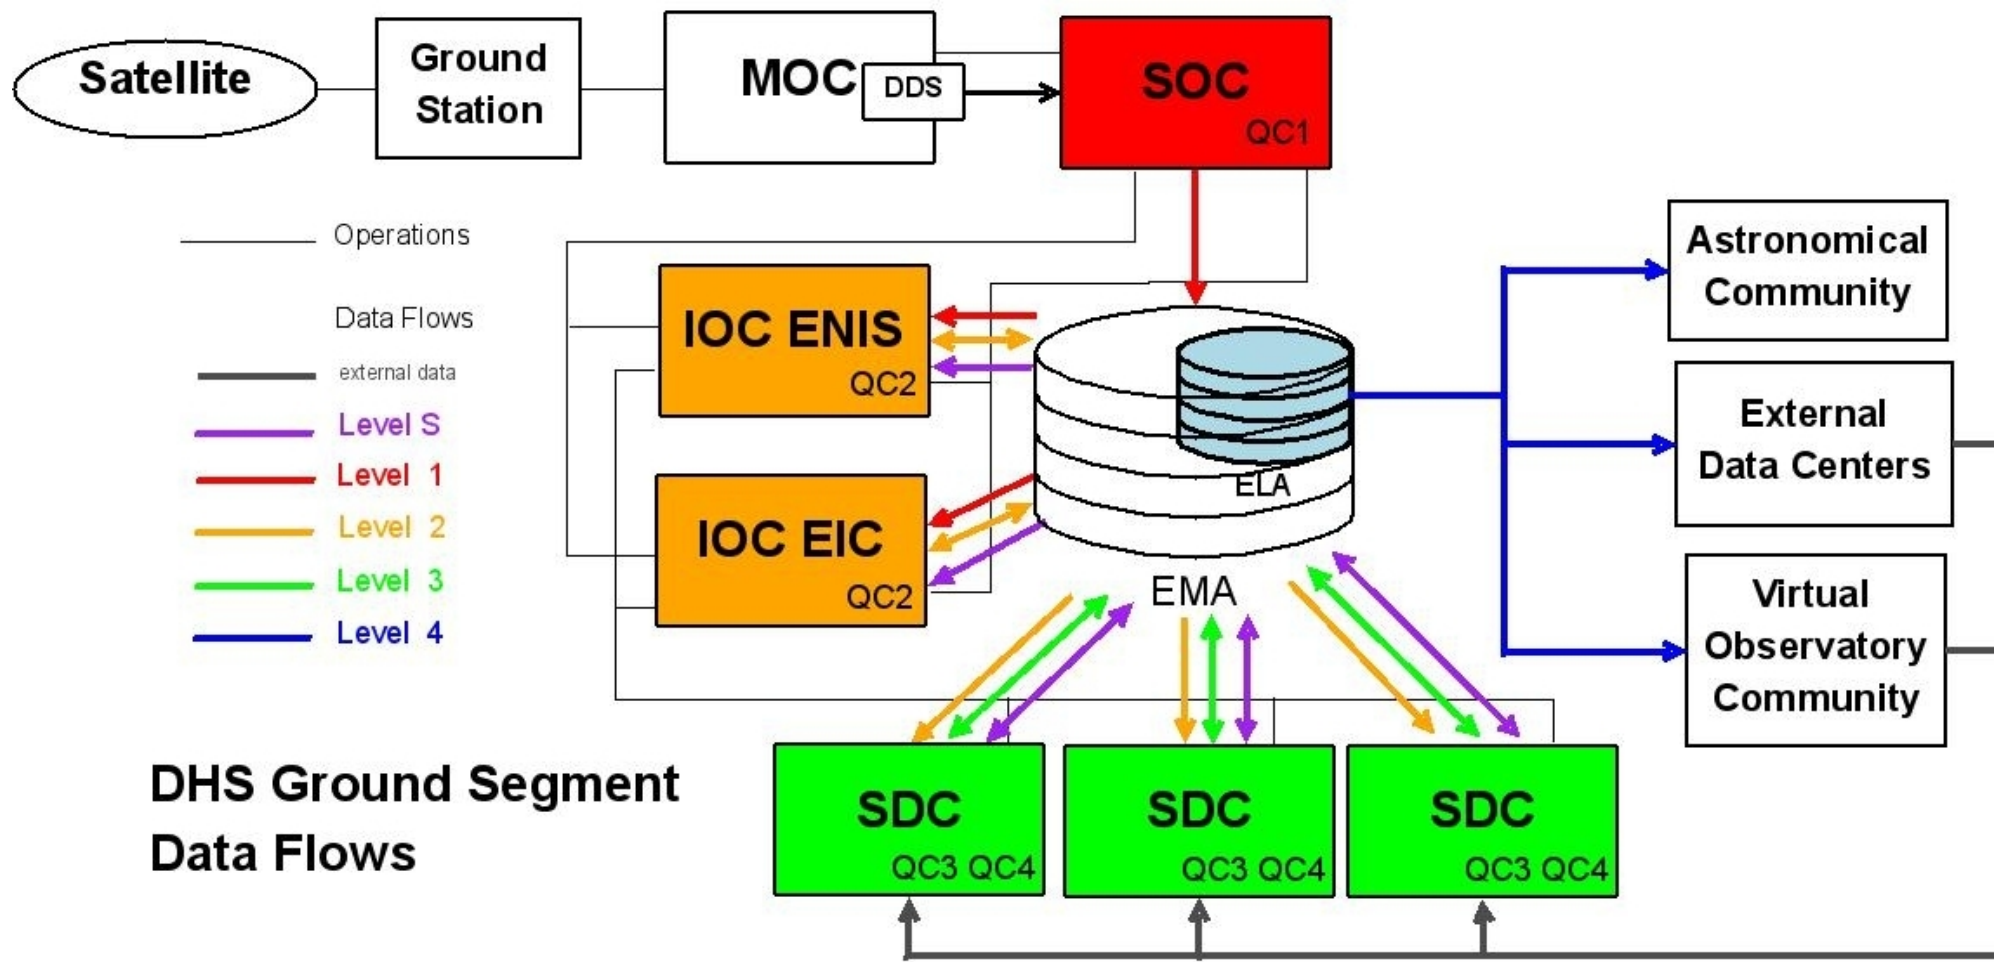 Satellite
Ground
Station
MOC
DDS
SOC
QC1
Operations
Data Flows
external data
Level S
Level 1
Level 2
Level 3
Level 4
IOC ENIS
QC2
IOC EIC
QC2
ELA
EMA
Astronomical
Community
External
Data Centers
Virtual
Observatory
Community
DHS Ground Segment
Data Flows
SDC
QC3 QC4
SDC
QC3 QC4
SDC
QC3 QC4